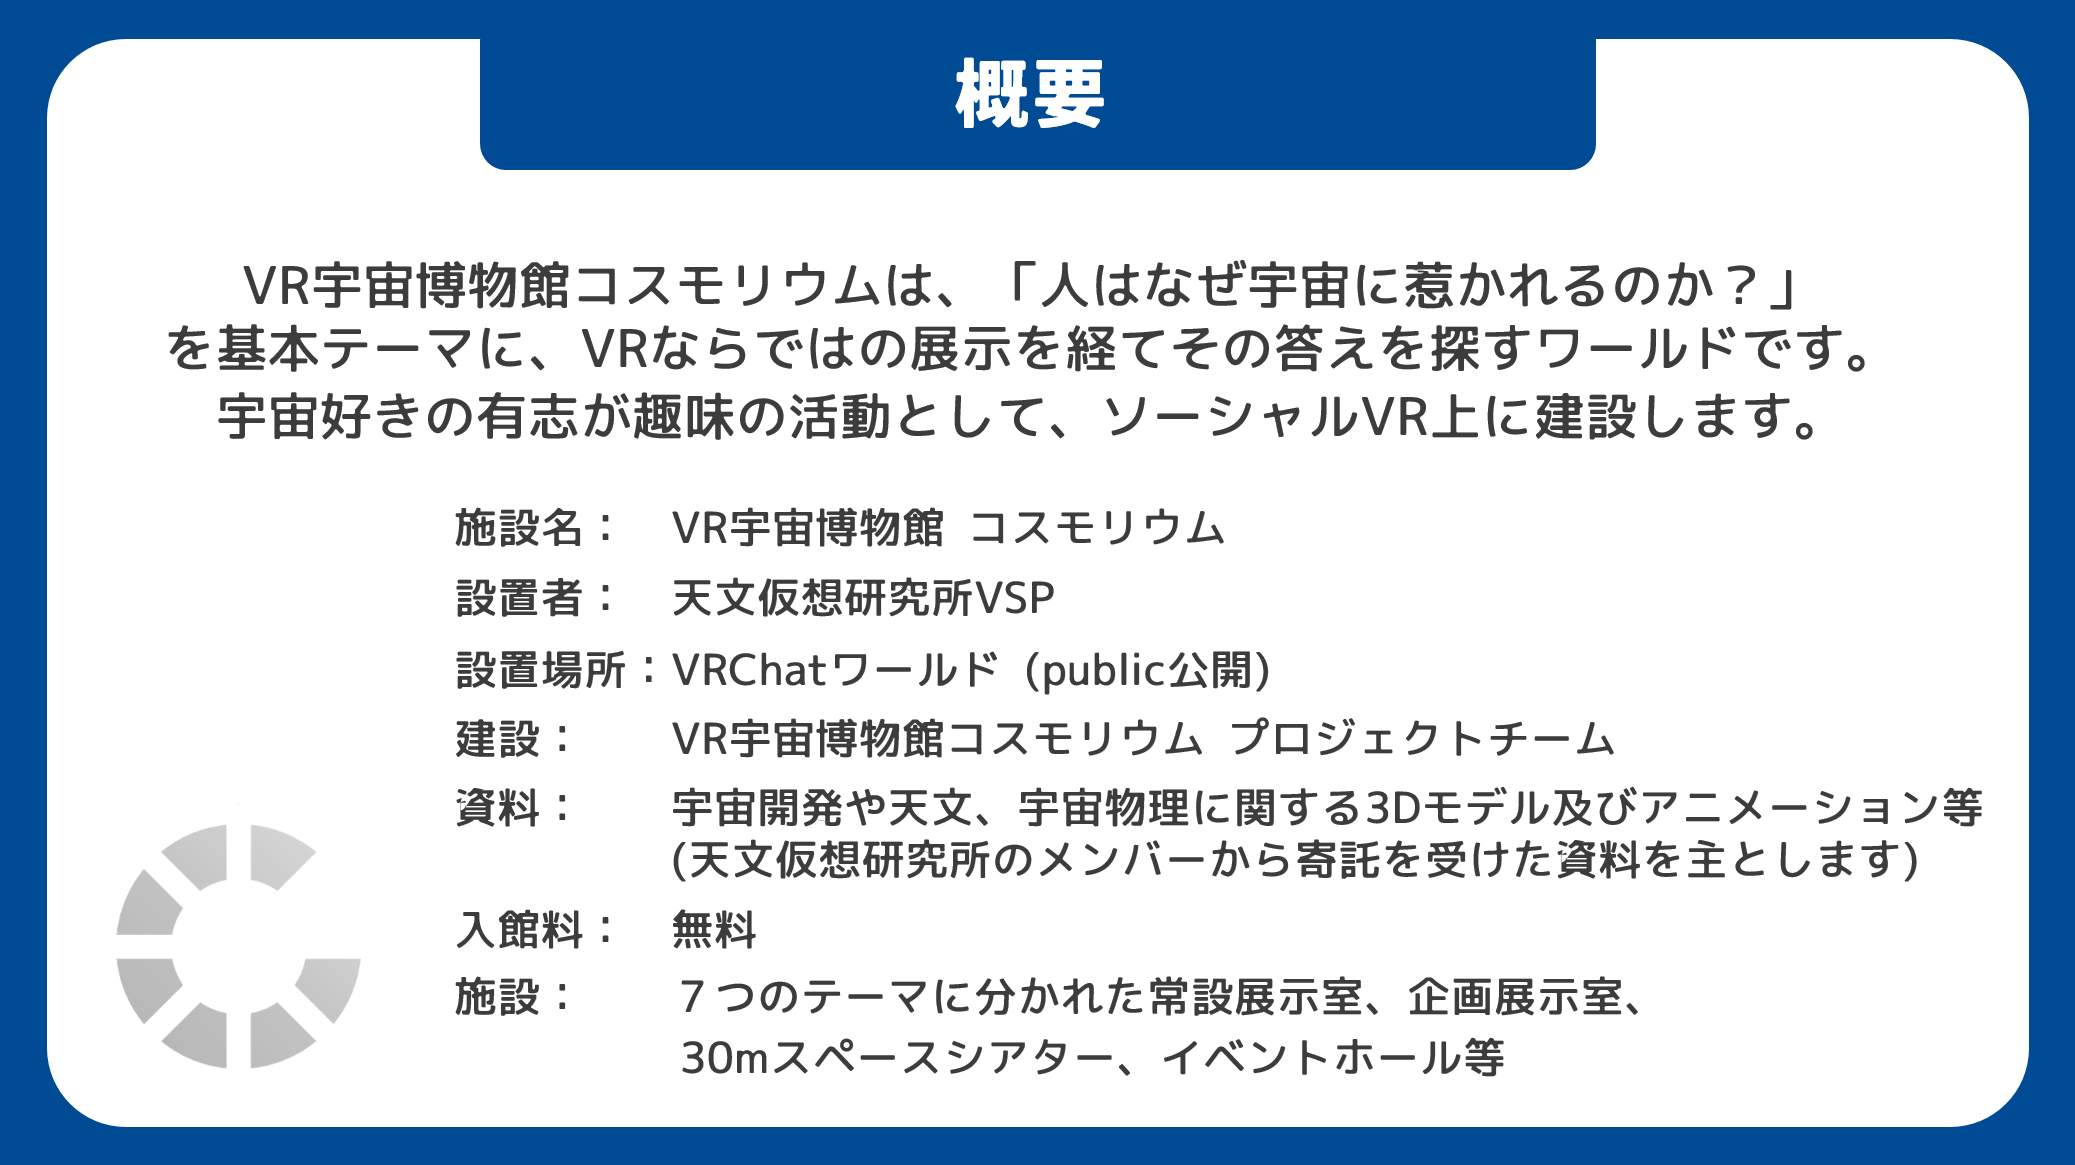 概要
VR宇宙博物館コスモリウムは、「人はなぜ宇宙に惹かれるのか？」
を基本テーマに、VRならではの展示を経てその答えを探すワールドです。
宇宙好きの有志が趣味の活動として、ソーシャルVR上に建設します。
施設名： VR宇宙博物館 コスモリウム
設置者： 天文仮想研究所VSP
設置場所：VRChatワールド (public公開)
建設： VR宇宙博物館コスモリウム プロジェクトチーム
資料： 宇宙開発や天文、宇宙物理に関する3Dモデル及びアニメーション等
(天文仮想研究所のメンバーから寄託を受けた資料を主とします)
入館料： 無料
施設： ７つのテーマに分かれた常設展示室、企画展示室、
30mスペースシアター、イベントホール等